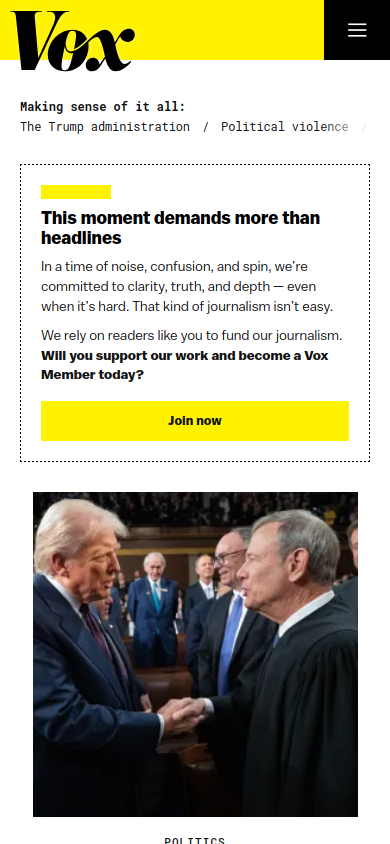 Vox
Making sense of it all:
The Trump administration / Political violence /
This moment demands more than
headlines
In a time of noise, confusion, and spin, we're
committed to clarity, truth, and depth — even
when it's hard. That kind of journalism isn't easy.
We rely on readers like you to fund our journalism.
Will you support our work and become a Vox
Member today?
Join now
POLITICS